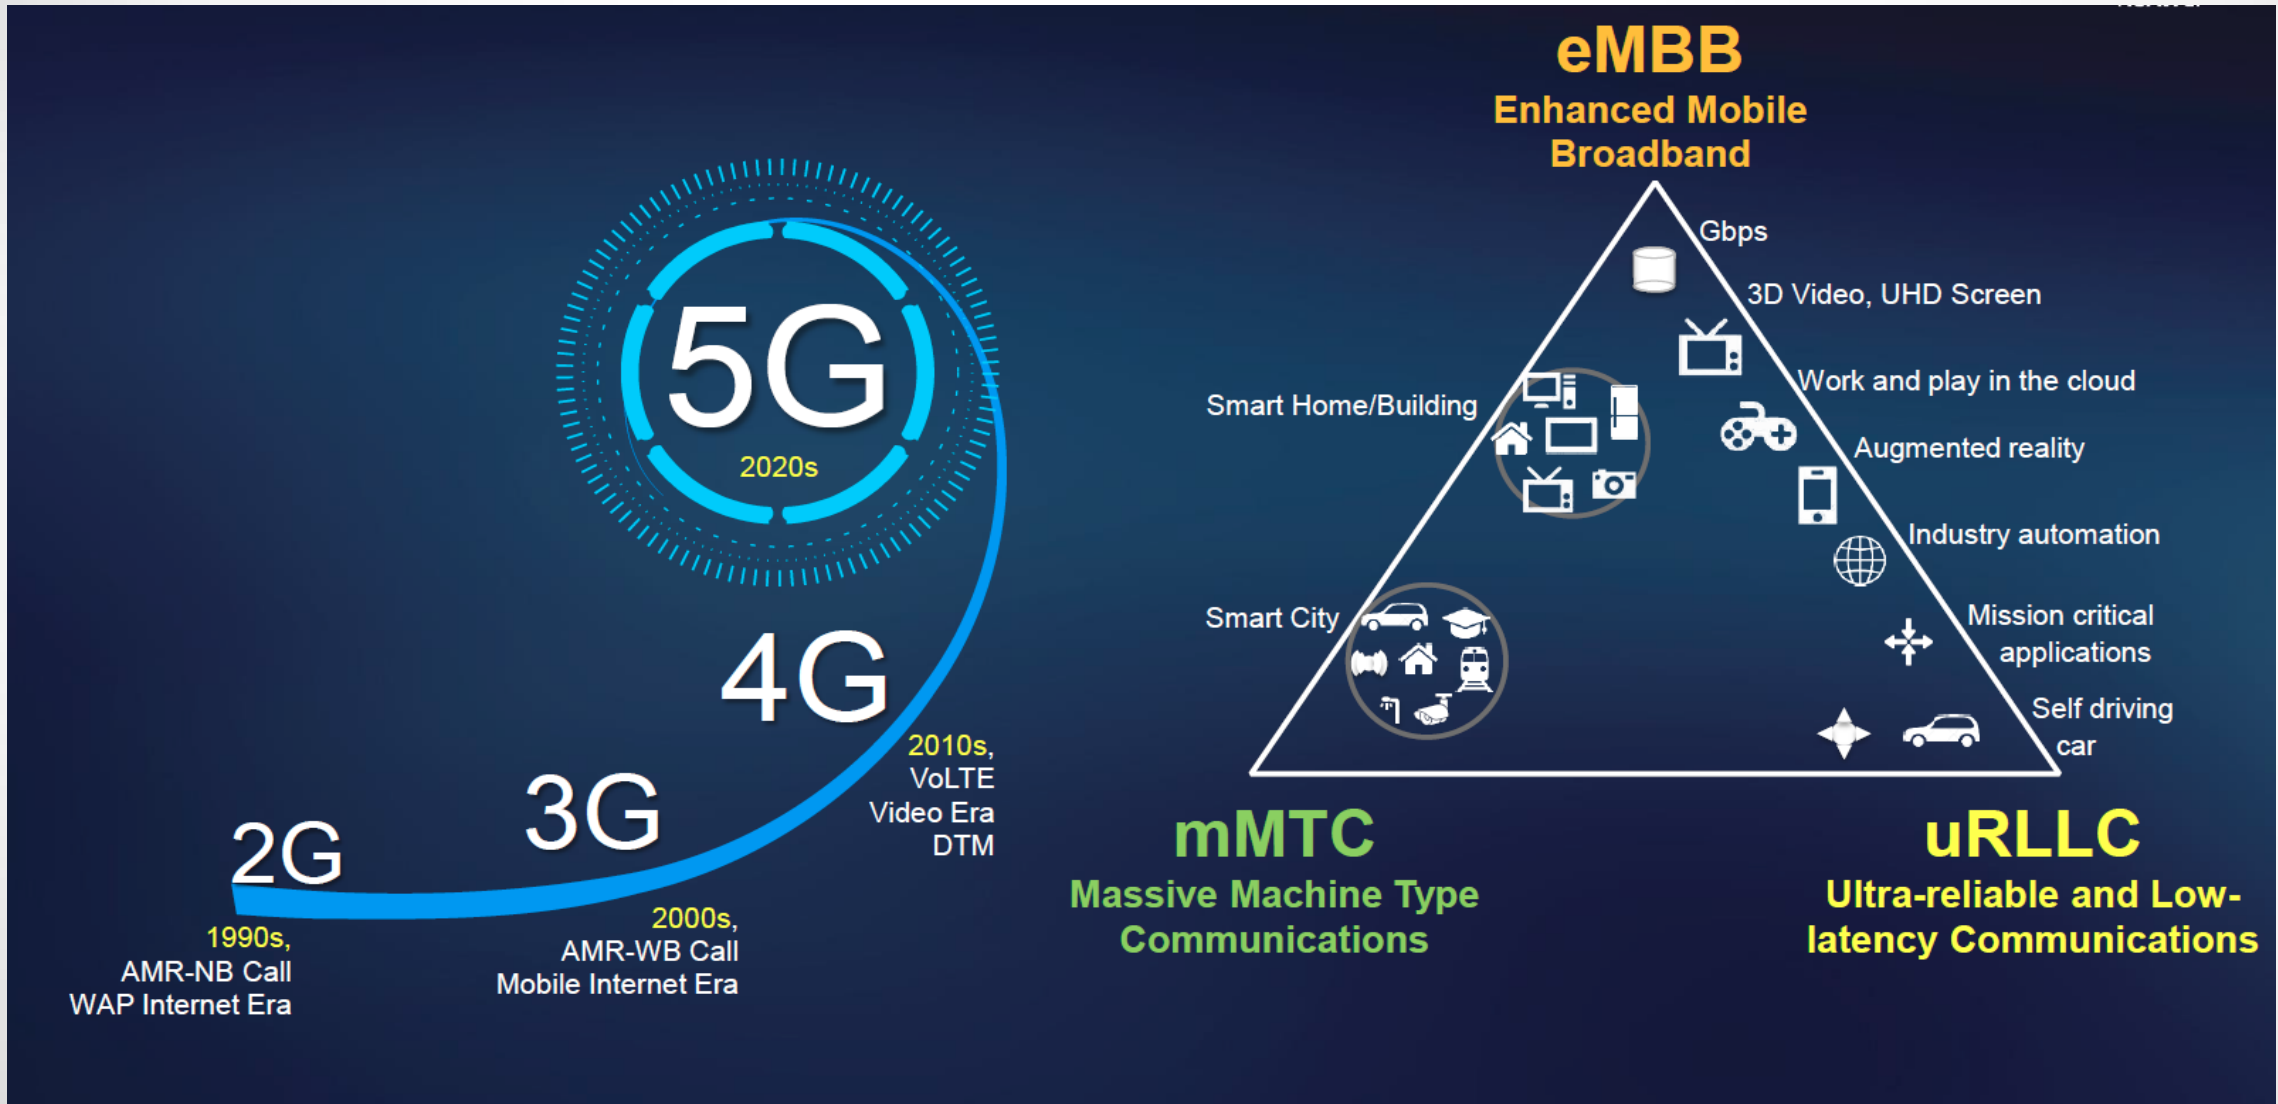 5G
2020s
4G
2010s,
VoLTE
Video Era
DTM
3G
2000s,
AMR-WB Call
Mobile Internet Era
2G
1990s,
AMR-NB Call
WAP Internet Era
eMBB
Enhanced Mobile
Broadband
Gbps
3D Video, UHD Screen
Work and play in the cloud
Augmented reality
Industry automation
Mission critical
applications
Self driving
car
Smart Home/Building
Smart City
mMTC
Massive Machine Type
Communications
uRLLC
Ultra-reliable and Low-
latency Communications